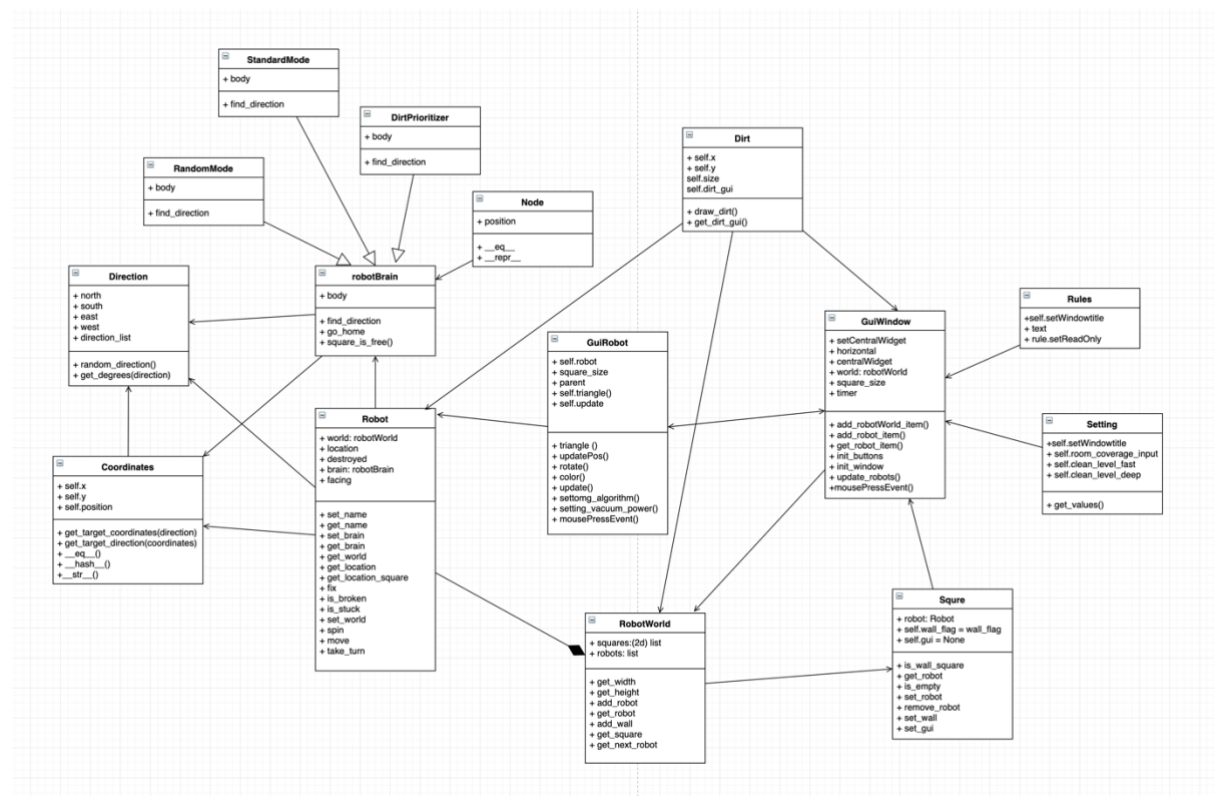 StandardMode
+ body
+ find_direction
DirtPrioritizer
+ body
+ find_direction
RandomMode
+ body
+ find_direction
Node
+ position
+ __eq__
+ __repr__
Dirt
+ self.x
+ self.y
self.size
self.dirt_gui
+ draw_dirt()
+ get_dirt_gui()
Direction
+ north
+ south
+ east
+ west
+ direction_list
+ random_direction()
+ get_degrees(direction)
robotBrain
+ body
+ find_direction
+ go_home
+ square_is_free()
GuiRobot
+ self.robot
+ square_size
+ parent
+ self.triangle()
+ self.update
+ triangle ()
+ updatePos()
+ rotate()
+ color()
+ update()
+ settomg_algorithm()
+ setting_vacuum_power()
+ mousePressEvent()
GuiWindow
+ setCentralWidget
+ horizontal
+ centralWidget
+ world: robotWorld
+ square_size
+ timer
+ add_robotWorld_item()
+ add_robot_item()
+ get_robot_item()
+ init_buttons
+ init_window
+ update_robots()
+mousePressEvent()
Rules
+self.setWindowtitle
+ text
+ rule.setReadOnly
Setting
+self.setWindowtitle
+ self.room_coverage_input
+ self.clean_level_fast
+ self.clean_level_deep
+ get_values()
Coordinates
+ self.x
+ self.y
+ self.position
+ get_target_coordinates(direction)
+ get_target_direction(coordinates)
+ __eq__()
+ __hash__()
+__str__()
Robot
+ world: robotWorld
+ location
+ destroyed
+ brain: robotBrain
+ facing
+ set_name
+ get_name
+ set_brain
+ get_brain
+ get_world
+ get_location
+ get_location_square
+ fix
+ is_broken
+ is_stuck
+ set_world
+ spin
+ move
+ take_turn
RobotWorld
+ squares:(2d) list
+ robots: list
+ get_width
+ get_height
+ add_robot
+ get_robot
+ add_wall
+ get_square
+ get_next_robot
Squre
+ robot: Robot
+ self.wall_flag = wall_flag
+ self.gui = None
+ is_wall_square
+ get_robot
+ is_empty
+ set_robot
+ remove_robot
+ set_wall
+ set_gui